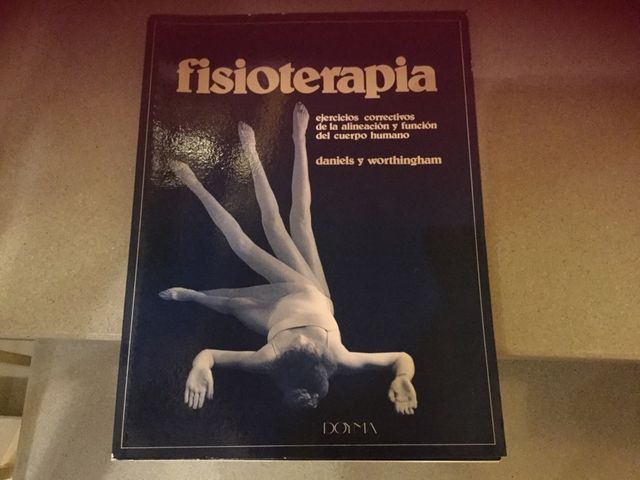 fisioterapia
ejercicios correctivos
de la alineación y función
del cuerpo humano
daniels y worthingham
DOYMA